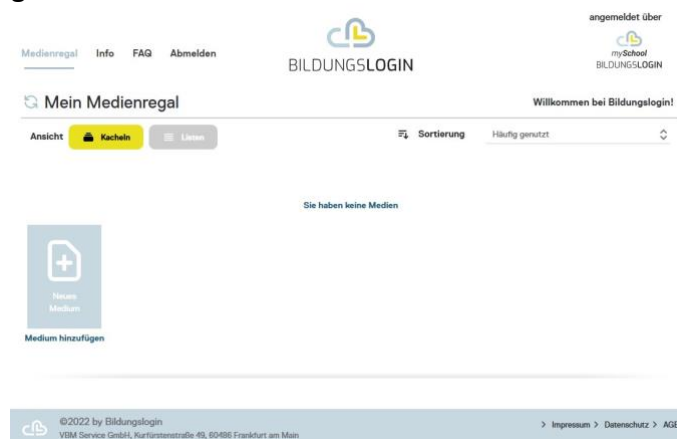 angemeldet über
Medienregal Info FAQ Abmelden
BILDUNGSLOGIN
mySchool
BILDUNGSLOGIN
Mein Medienregal
Willkommen bei Bildungslogin!
Ansicht Kacheln Listen
Sortierung Häufig genutzt
Sie haben keine Medien
Neues
Medium
Medium hinzufügen
©2022 by Bildungslogin
VBM Service GmbH, Kurfürstenstraße 49, 60486 Frankfurt am Main
> Impressum > Datenschutz > AGB